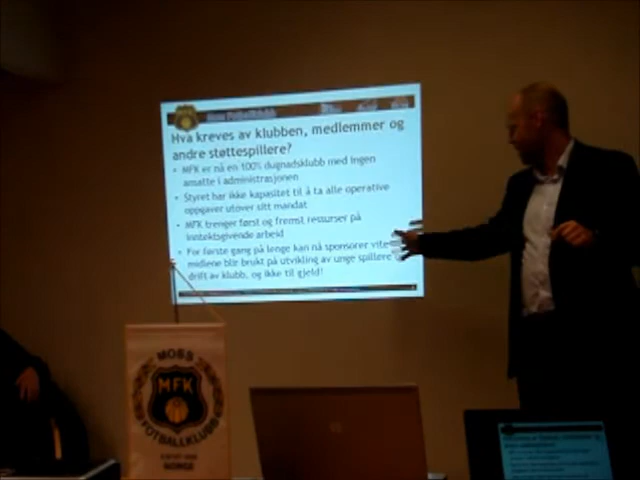 Moss Fotballklubb
Hva kreves av klubben, medlemmer og
andre støttespillere?
• MFK er nå en 100% dugnadsklubb med ingen
ansatte i administrasjonen
• Styret har ikke kapasitet til å ta alle operative
oppgaver utover sitt mandat
• MFK trenger først og fremst ressurser på
inntektsgivende arbeid
• For første gang på lenge kan nå sponsorer vite
midlene blir brukt på utvikling av unge spillere
drift av klubb, og ikke til gjeld!
MOSS
MFK
FOTBALLKLUBB
NORGE